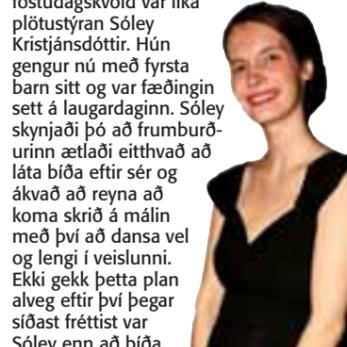 föstudagskvöld var líka
plötustýran Sóley
Kristjánsdóttir. Hún
gengur nú með fyrsta
barn sitt og var fæðingin
sett á laugardaginn. Sóley
skynjaði þó að frumburð-
urinn ætlaði eitthvað að
láta bíða eftir sér og
ákvað að reyna að
koma skrið á málin
með því að dansa vel
og lengi í veislunni.
Ekki gekk þetta plan
alveg eftir því þegar
síðast fréttist var
Sóley enn að bíða